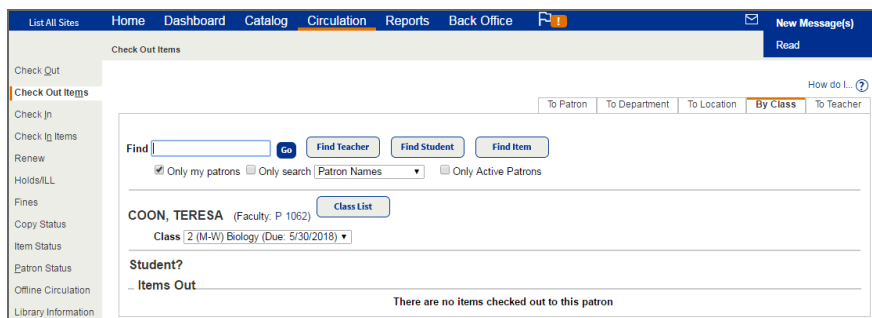 List All Sites Home Dashboard Catalog Circulation Reports Back Office ! New Message(s)
Read
Check Out Items
Check Out
Check Out Items
Check In
Check In Items
Renew
Holds/ILL
Fines
Copy Status
Item Status
Patron Status
Offline Circulation
Library Information
How do I... ?
To Patron To Department To Location By Class To Teacher
Find Go Find Teacher Find Student Find Item
Only my patrons Only search Patron Names Only Active Patrons
COON, TERESA (Faculty: P 1062) Class List
Class 2 (M-W) Biology (Due: 5/30/2018)
Student?
Items Out
There are no items checked out to this patron